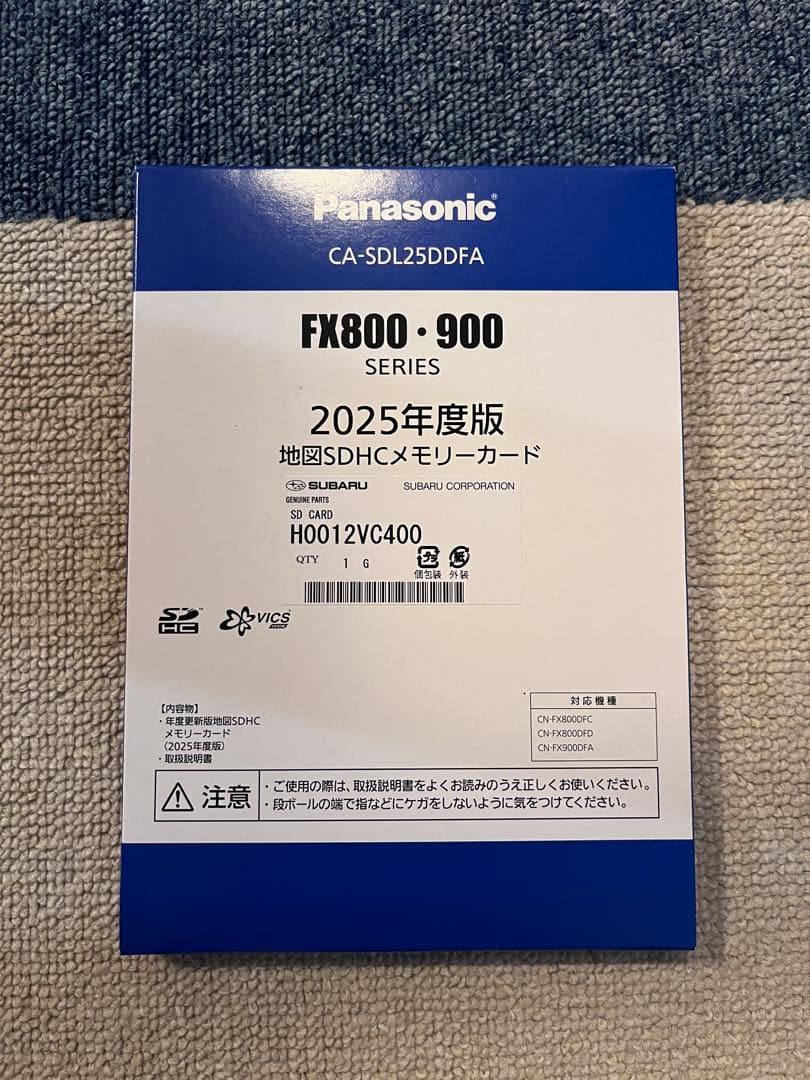 Panasonic®
CA-SDL25DDFA
FX800・900
SERIES
2025年度版
地図SDHCメモリーカード
SUBARU SUBARU CORPORATION
GENUINE PARTS
SD CARD
H0012VC400
QTY 1 G
プラ 紙
個包装 外装
SD HC™ VICS
【内容物】
・年度更新版地図SDHC
メモリーカード
(2025年度版)
・取扱説明書
対応機種
CN-FX800DFC
CN-FX800DFD
CN-FX900DFA
注意
・ご使用の際は、取扱説明書をよくお読みのうえ正しくお使いください。
・段ボールの端で指などにケガをしないように気をつけてください。